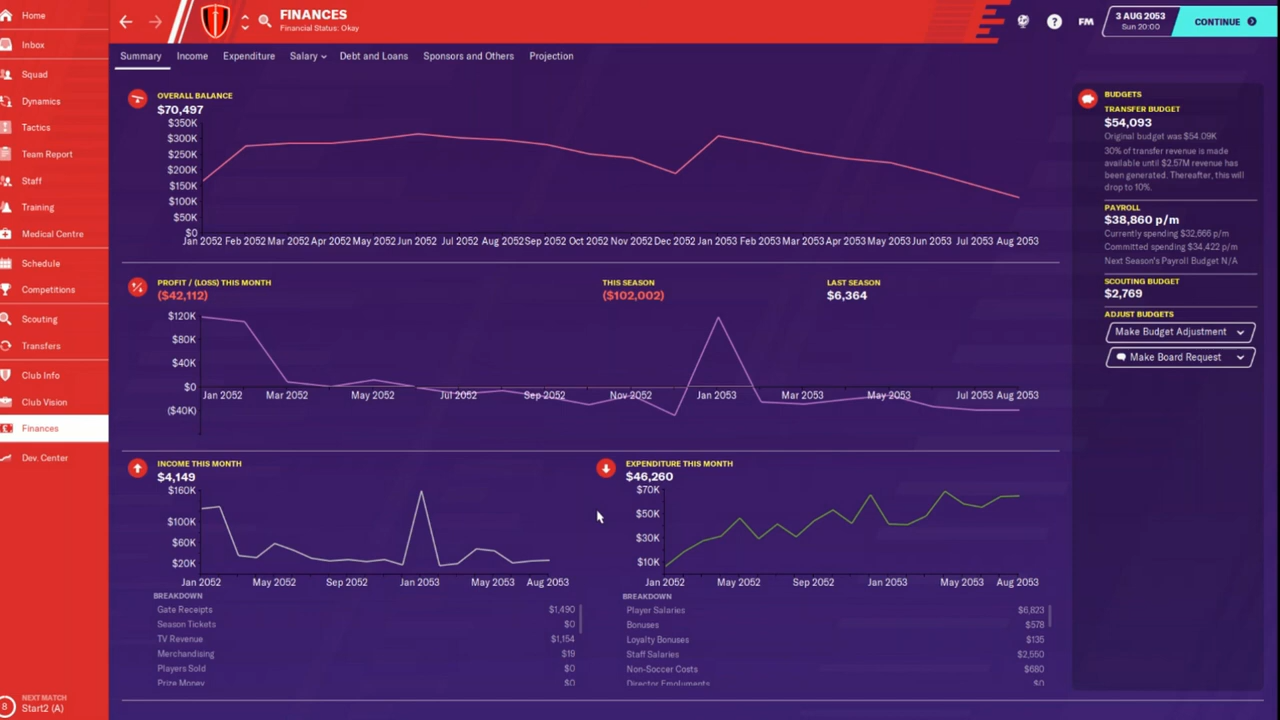 Home
Inbox
Squad
Dynamics
Tactics
Team Report
Staff
Training
Medical Centre
Schedule
Competitions
Scouting
Transfers
Club Info
Club Vision
Finances
Dev. Center
8
NEXT MATCH
Start2 (A)
FINANCES
Financial Status: Okay
?
FM
3 AUG 2053
Sun 20:00
CONTINUE
Summary Income Expenditure Salary Debt and Loans Sponsors and Others Projection
OVERALL BALANCE
$70,497
$350K
$300K
$250K
$200K
$150K
$100K
$50K
$0
Jan 2052 Feb 2052 Mar 2052 Apr 2052 May 2052 Jun 2052 Jul 2052 Aug 2052 Sep 2052 Oct 2052 Nov 2052 Dec 2052 Jan 2053 Feb 2053 Mar 2053 Apr 2053 May 2053 Jun 2053 Jul 2053 Aug 2053
PROFIT / (LOSS) THIS MONTH
($42,112)
THIS SEASON
($102,002)
LAST SEASON
$6,364
$120K
$80K
$40K
$0
($40K)
Jan 2052 Mar 2052 May 2052 Jul 2052 Sep 2052 Nov 2052 Jan 2053 Mar 2053 May 2053 Jul 2053 Aug 2053
INCOME THIS MONTH
$4,149
$160K
$100K
$60K
$20K
Jan 2052 May 2052 Sep 2052 Jan 2053 May 2053 Aug 2053
BREAKDOWN
Gate Receipts $1,490
Season Tickets $0
TV Revenue $1,154
Merchandising $19
Players Sold $0
Prize Money $0
EXPENDITURE THIS MONTH
$46,260
$70K
$50K
$30K
$10K
Jan 2052 May 2052 Sep 2052 Jan 2053 May 2053 Aug 2053
BREAKDOWN
Player Salaries $6,823
Bonuses $578
Loyalty Bonuses $135
Staff Salaries $2,550
Non-Soccer Costs $680
Director Emoluments $0
BUDGETS
TRANSFER BUDGET
$54,093
Original budget was $54.09K
30% of transfer revenue is made
available until $2.57M revenue has
been generated. Thereafter, this will
drop to 10%.
PAYROLL
$38,860 p/m
Currently spending $32,666 p/m
Committed spending $34,422 p/m
Next Season's Payroll Budget N/A
SCOUTING BUDGET
$2,769
ADJUST BUDGETS
Make Budget Adjustment
Make Board Request